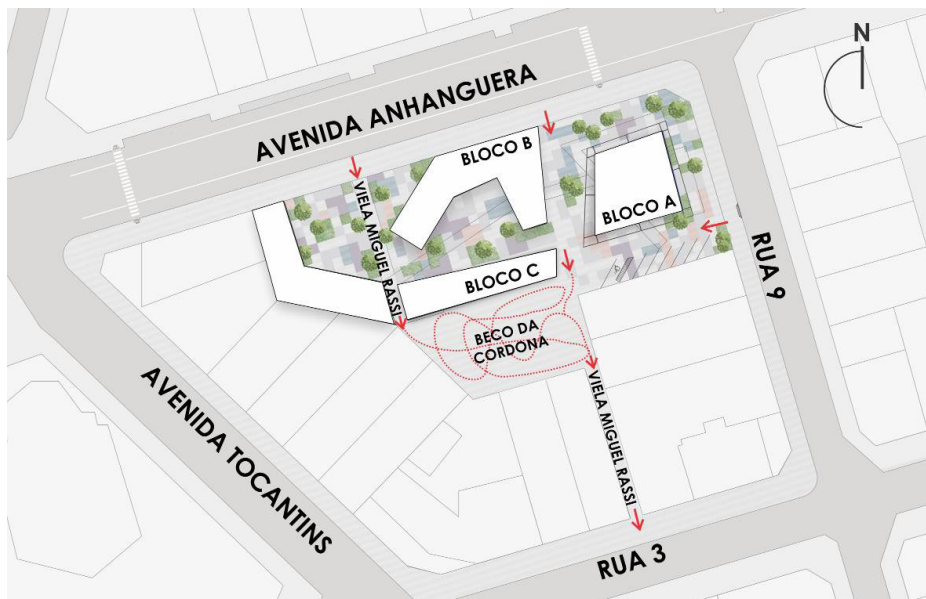 N
AVENIDA ANHANGUERA
BLOCO B
BLOCO A
VIELA MIGUEL RASSI
BLOCO C
RUA 9
BECO DA
CORDONA
VIELA MIGUEL RASSI
AVENIDA TOCANTINS
RUA 3